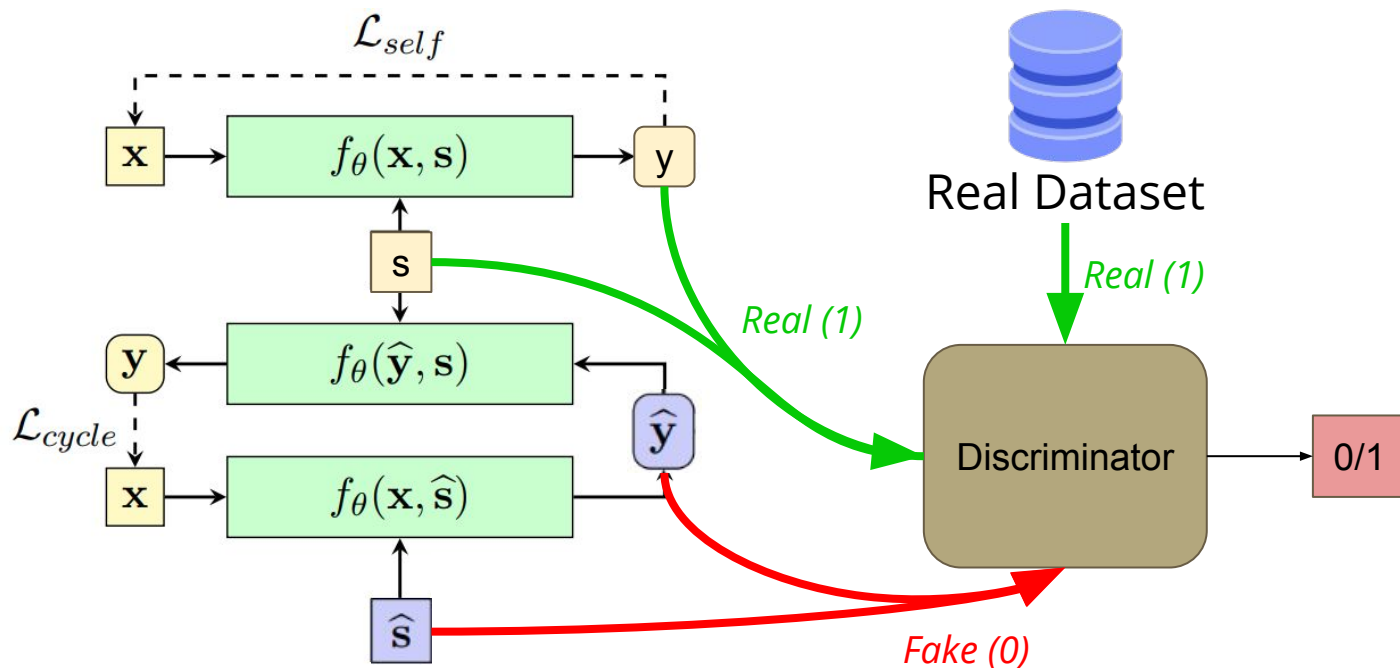 ℒ_self
x
f_θ(x, s)
y
Real Dataset
s
Real (1)
Real (1)
y
f_θ(ŷ, s)
ℒ_cycle
ŷ
x
f_θ(x, ŝ)
Discriminator
0/1
ŝ
Fake (0)